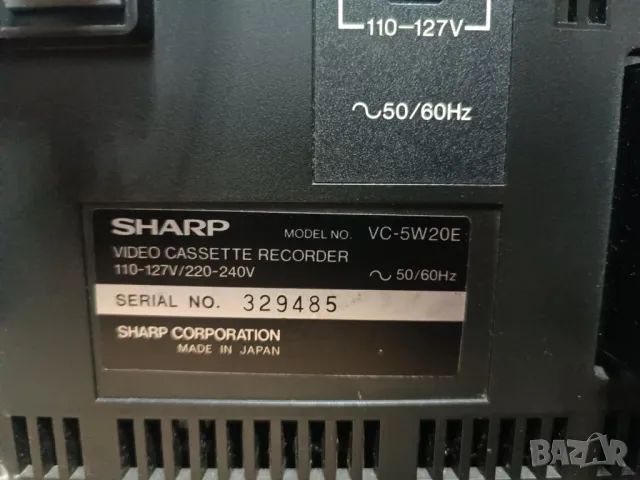 110-127V
∿50/60Hz
SHARP MODEL NO. VC-5W20E
VIDEO CASSETTE RECORDER
110-127V/220-240V ∿ 50/60Hz
SERIAL NO. 329485
SHARP CORPORATION
MADE IN JAPAN
BAZAR